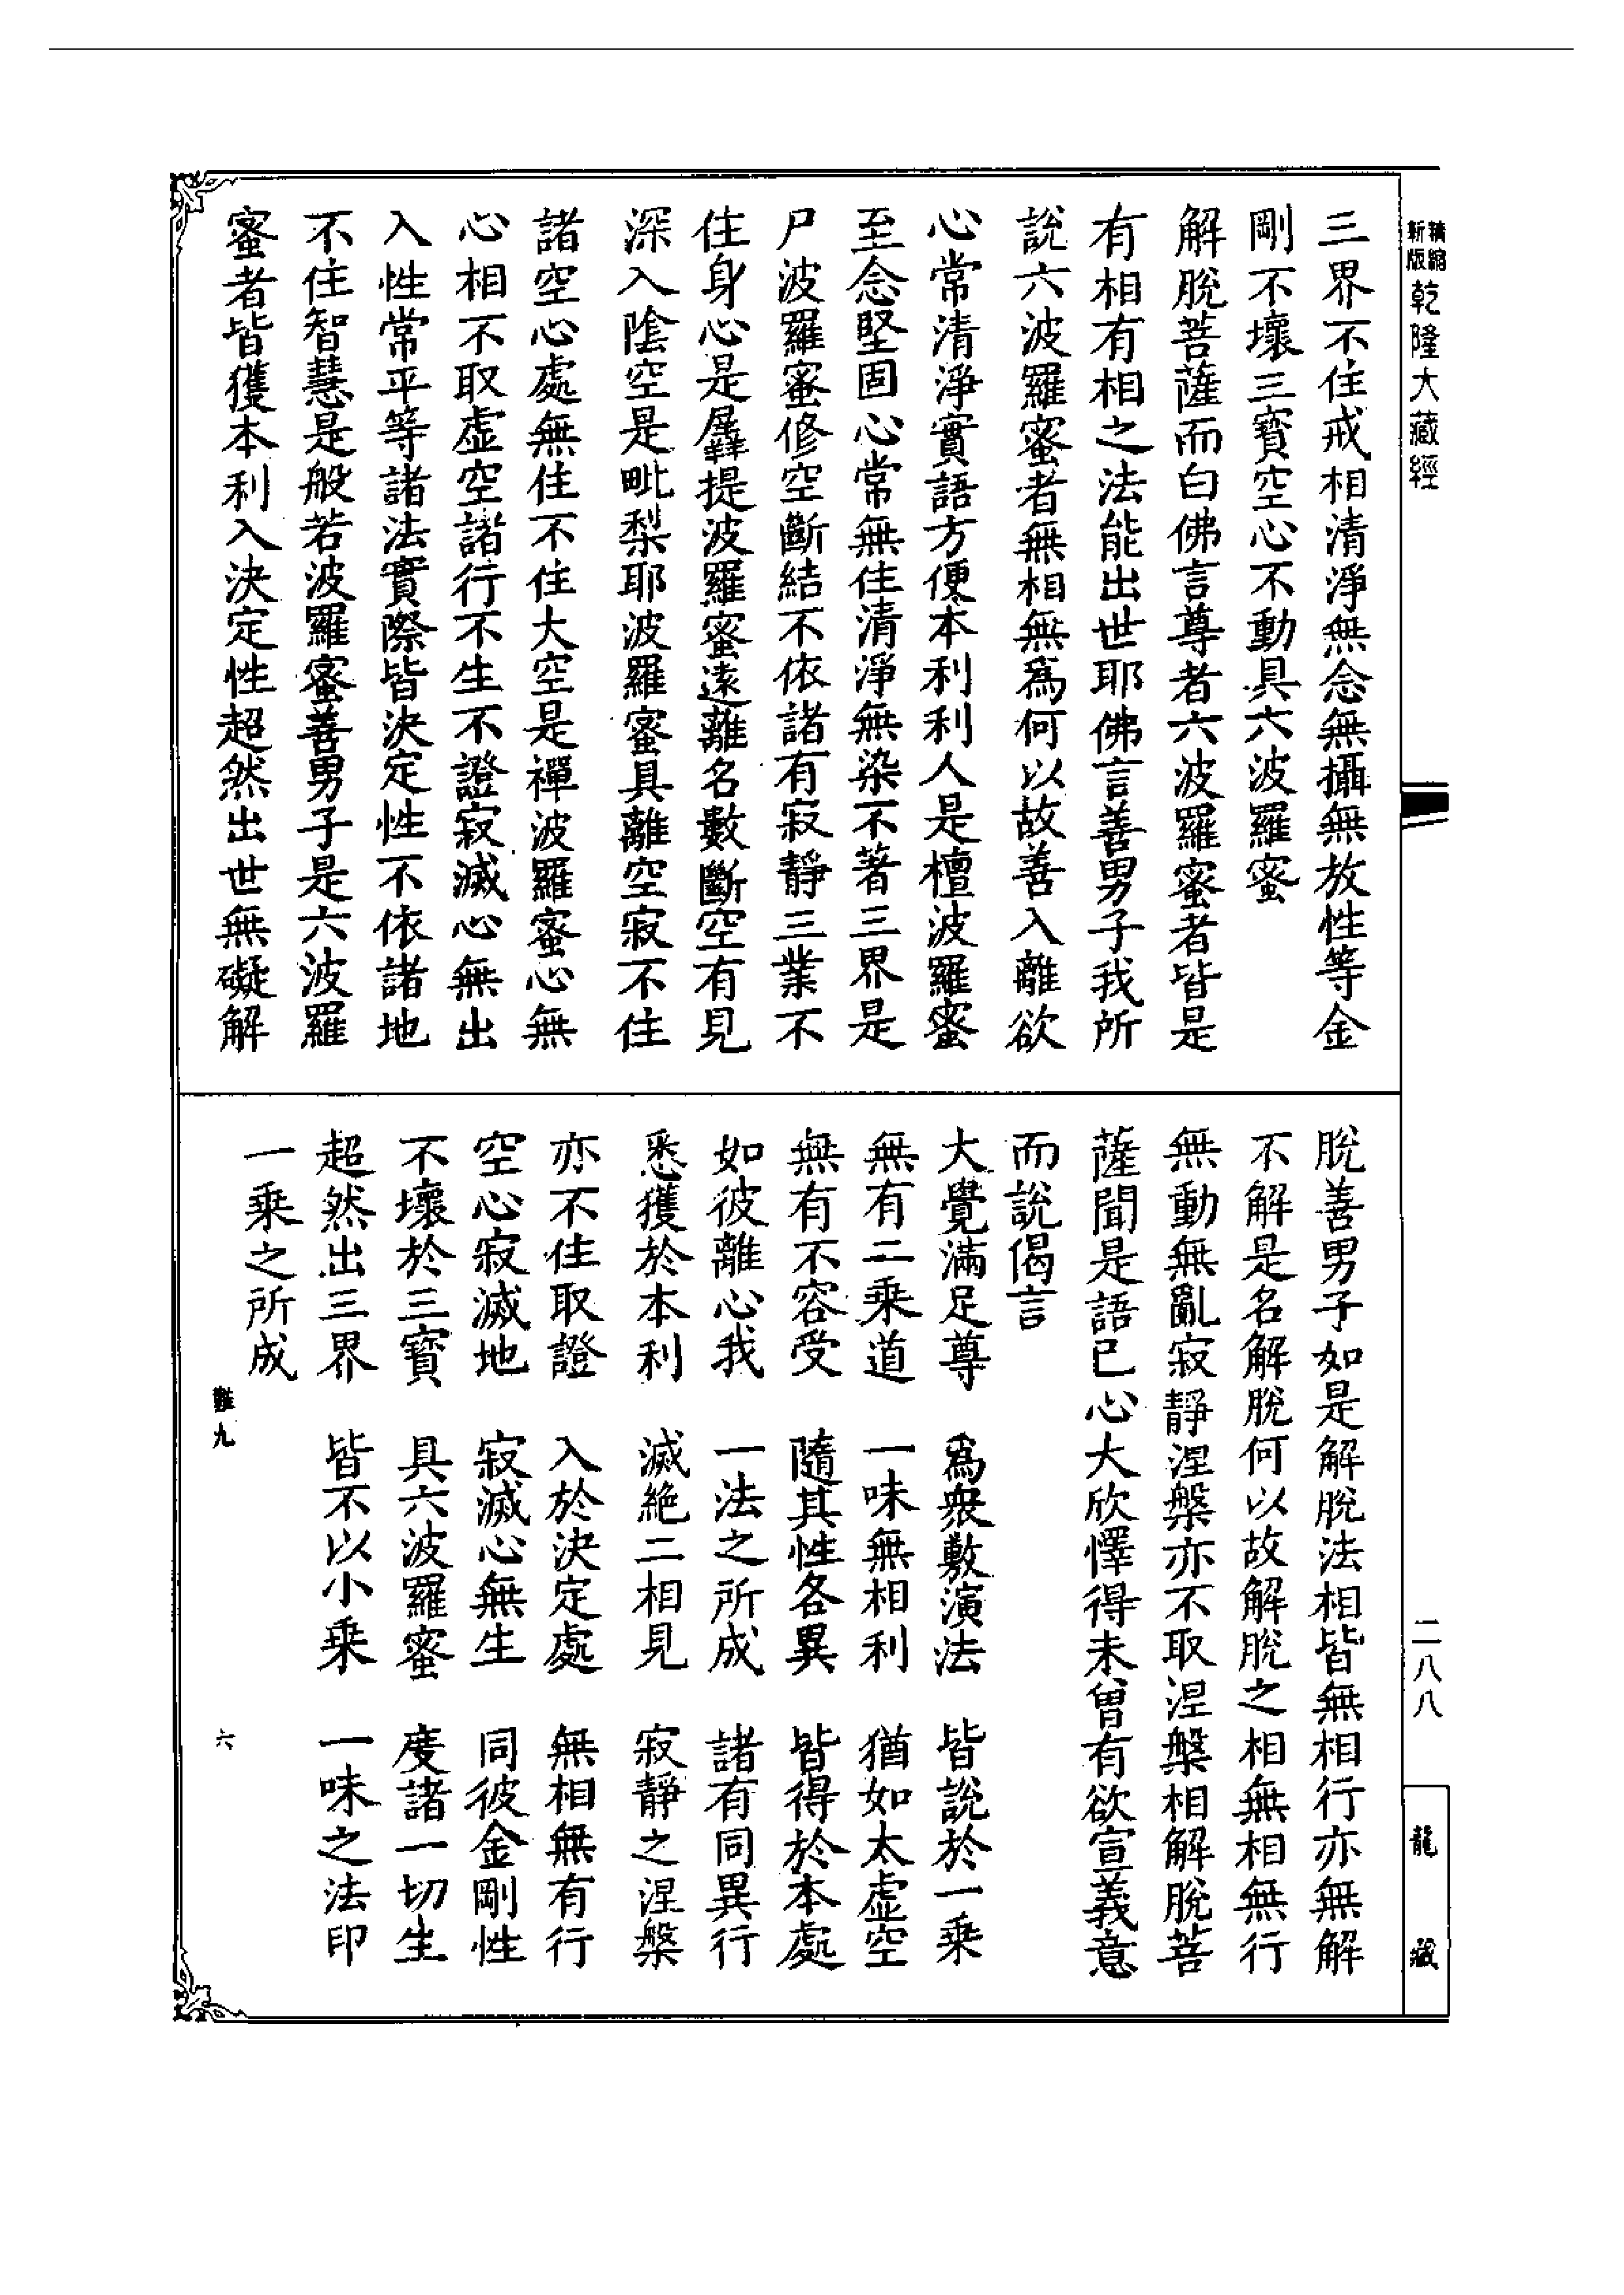 新版精縮乾隆大藏經
三界不住戒相清淨無念無攝無放性等金
剛不壞三寶空心不動具六波羅蜜
解脫菩薩而白佛言尊者六波羅蜜者皆是
有相有相之法能出世耶佛言善男子我所
說六波羅蜜者無相無為何以故善入離欲
心常清淨實語方便本利利人是檀波羅蜜
至念堅固心常無住清淨無染不著三界是
尸波羅蜜修空斷結不依諸有寂靜三業不
住身心是羼提波羅蜜遠離名數斷空有見
深入陰空是毗梨耶波羅蜜具離空寂不住
諸空心處無住不住大空是禪波羅蜜心無
心相不取虛空諸行不生不證寂滅心無出
入性常平等諸法實際皆決定性不依諸地
不住智慧是般若波羅蜜善男子是六波羅
蜜者皆獲本利入決定性超然出世無礙解
脫善男子如是解脫法相皆無相行亦無解
不解是名解脫何以故解脫之相無相無行
無動無亂寂靜涅槃亦不取涅槃相解脫菩
薩聞是語已心大欣懌得未曾有欲宣義意
而說偈言
大覺滿足尊　為眾敷演法　皆說於一乘
無有二乘道　一味無相利　猶如太虛空
無有不容受　隨其性各異　皆得於本處
如彼離心我　一法之所成　諸有同異行
悉獲於本利　滅絕二相見　寂靜之涅槃
亦不住取證　入於決定處　無相無有行
空心寂滅地　寂滅心無生　同彼金剛性
不壞於三寶　具六波羅蜜　度諸一切生
超然出三界　皆不以小乘　一味之法印
一乘之所成
難九
六
二八八
龍藏